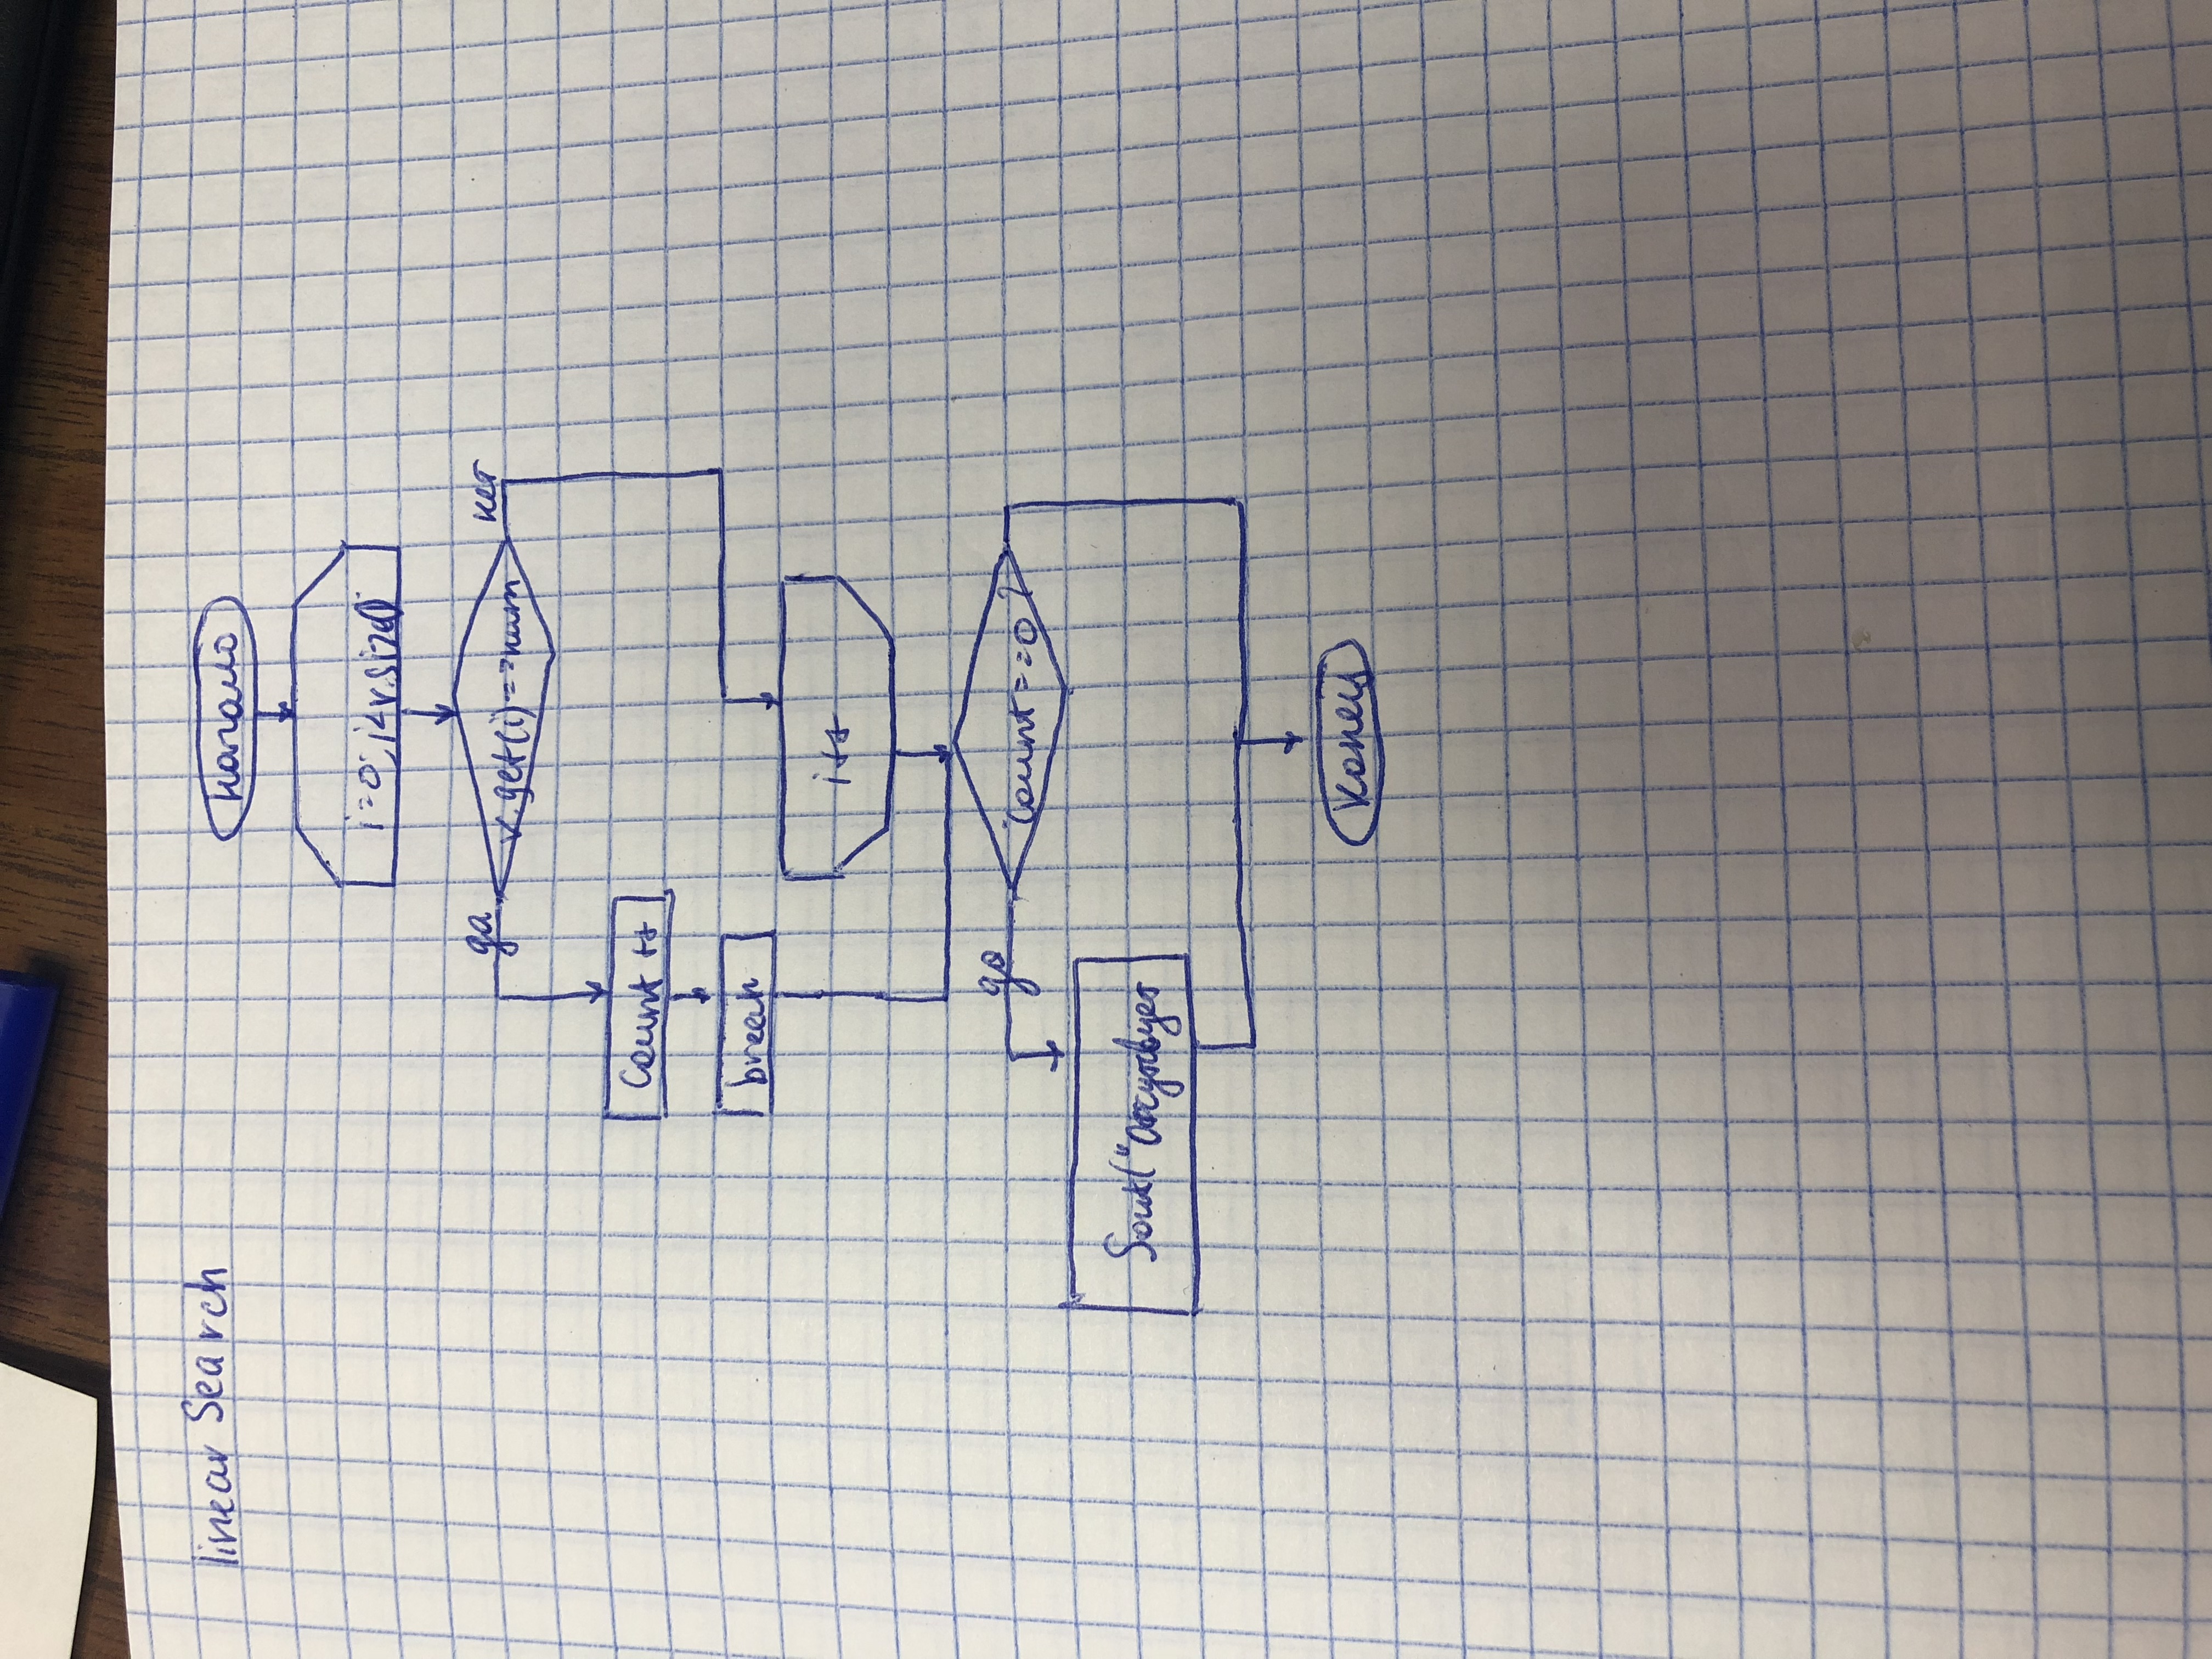 linear Search
начало
i=0; i<v.size()
да
v.get(i)==num
нет
Count ++
break
i++
да
count==0?
Sout("Отсутствует
конец